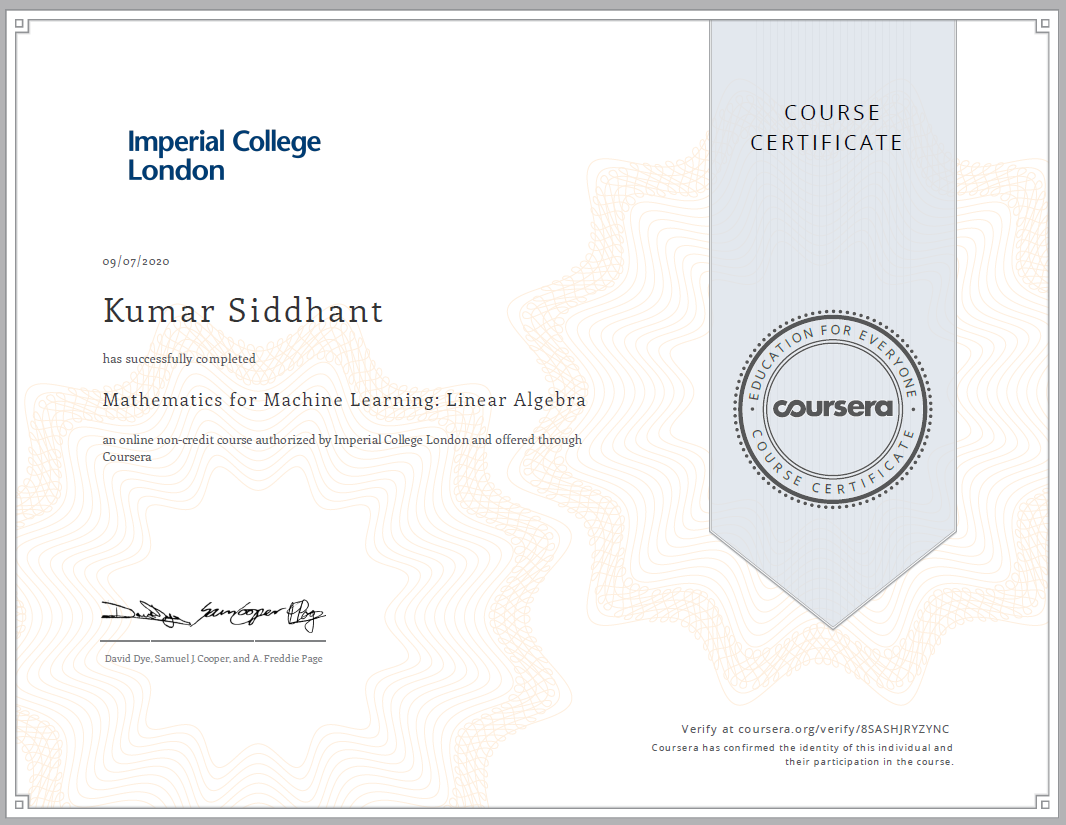 Imperial College
London
COURSE
CERTIFICATE
09/07/2020
Kumar Siddhant
has successfully completed
Mathematics for Machine Learning: Linear Algebra
an online non-credit course authorized by Imperial College London and offered through
Coursera
EDUCATION FOR EVERYONE
coursera
COURSE CERTIFICATE
David Dye, Samuel J. Cooper, and A. Freddie Page
Verify at coursera.org/verify/8SASHJRYZYNC
Coursera has confirmed the identity of this individual and
their participation in the course.